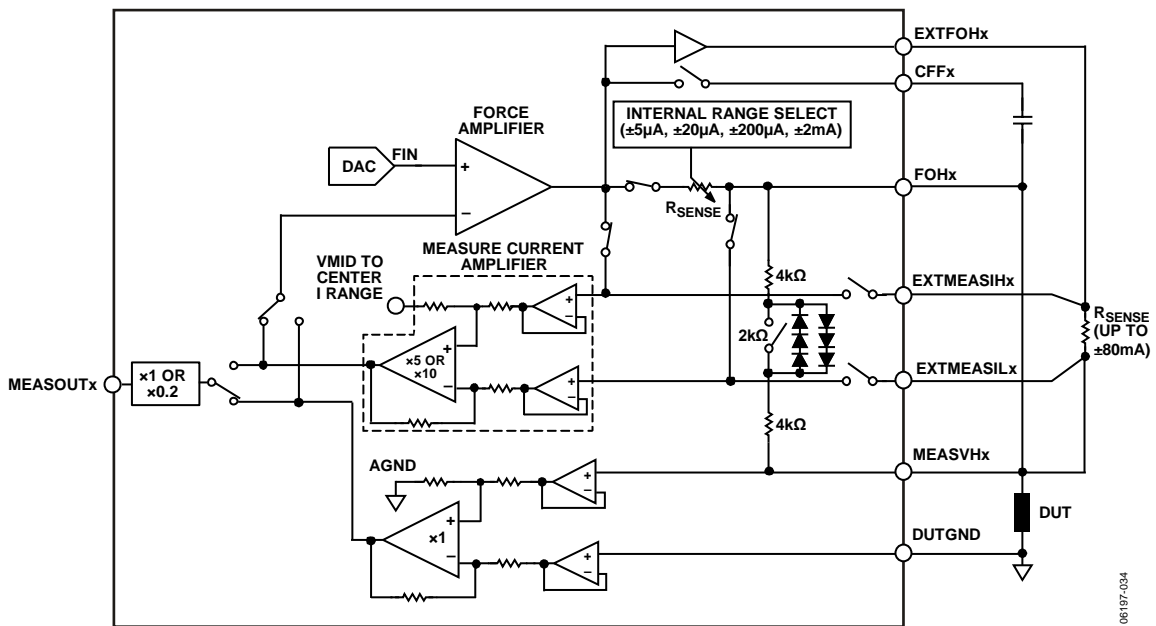 EXTFOHx
CFFx
FORCE
AMPLIFIER
INTERNAL RANGE SELECT
(±5µA, ±20µA, ±200µA, ±2mA)
DAC
FIN
+
–
FOHx
RSENSE
VMID TO
CENTER
I RANGE
MEASURE CURRENT
AMPLIFIER
4kΩ
EXTMEASIHx
+
–
RSENSE
(UP TO
±80mA)
2kΩ
+
×5 OR
×10
–
MEASOUTx
×1 OR
×0.2
+
–
EXTMEASILx
4kΩ
AGND
MEASVHx
+
–
DUT
+
×1
–
DUTGND
+
–
06197-034